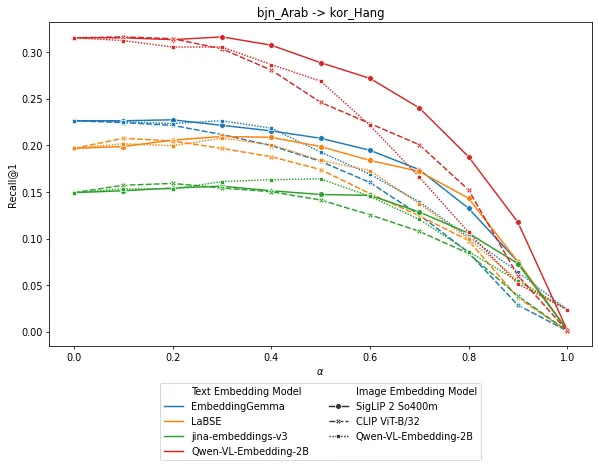 bjn_Arab -> kor_Hang
Recall@1
0.30
0.25
0.20
0.15
0.10
0.05
0.00
0.0 0.2 0.4 0.6 0.8 1.0
α
Text Embedding Model Image Embedding Model
EmbeddingGemma SigLIP 2 So400m
LaBSE CLIP ViT-B/32
jina-embeddings-v3 Qwen-VL-Embedding-2B
Qwen-VL-Embedding-2B